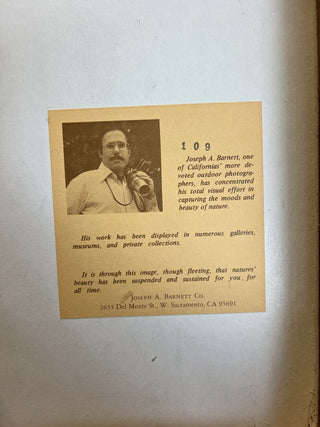 109
Joseph A. Barnett, one
of Californias' more de-
voted outdoor photogra-
phers, has concentrated
his total visual effort in
capturing the moods and
beauty of nature.
His work has been displayed in numerous galleries,
museums, and private collections.
It is through this image, though fleeting, that natures'
beauty has been suspended and sustained for you, for
all time.
JOSEPH A. BARNETT CO.
2655 Del Monte St., W. Sacramento, CA 95691